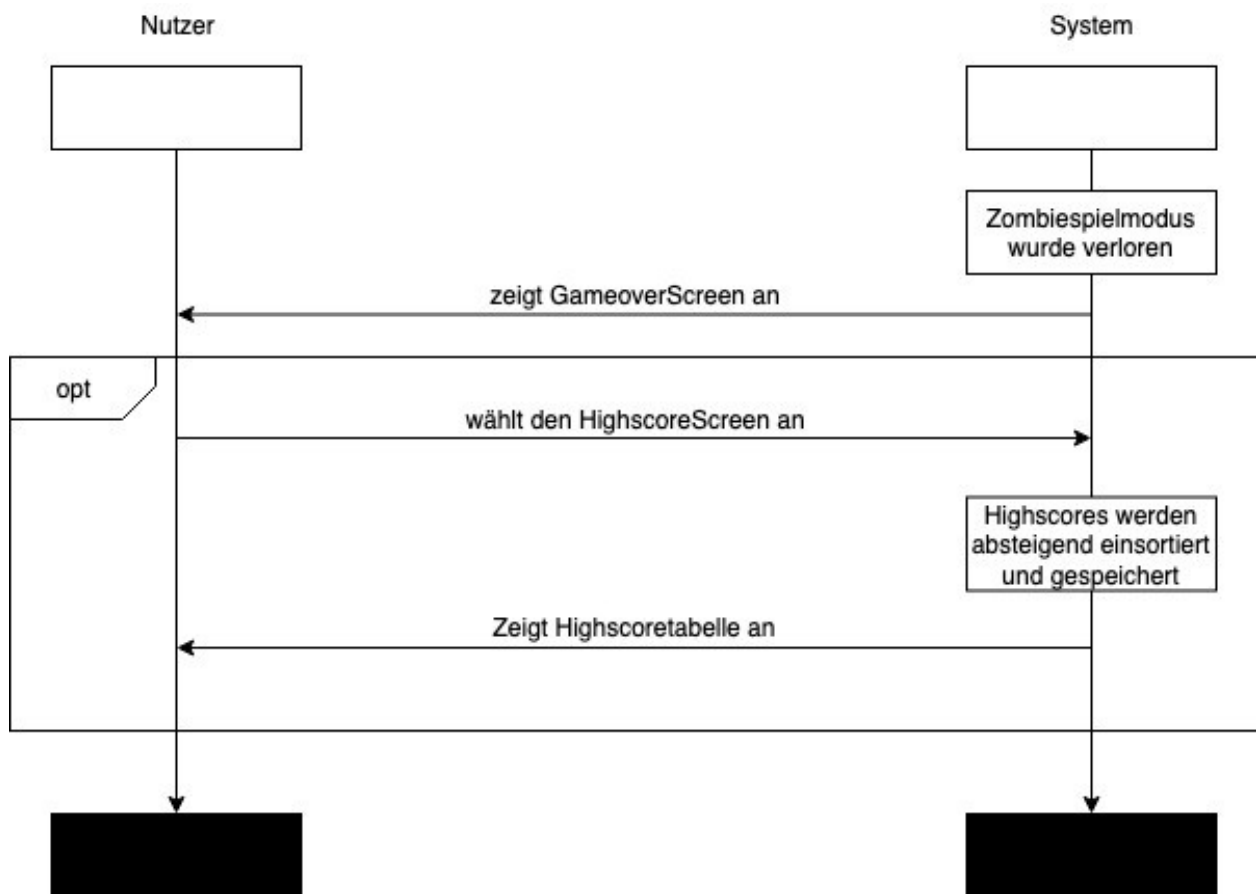 Nutzer
System
Zombiespielmodus
wurde verloren
zeigt GameoverScreen an
opt
wählt den HighscoreScreen an
Highscores werden
absteigend einsortiert
und gespeichert
Zeigt Highscoretabelle an